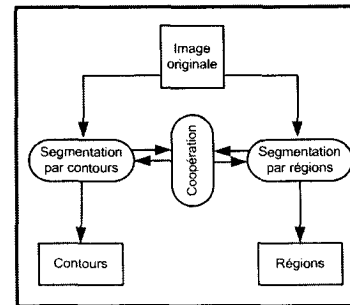 Image
originale
Segmentation
par contours
Coopération
Segmentation
par régions
Contours
Régions